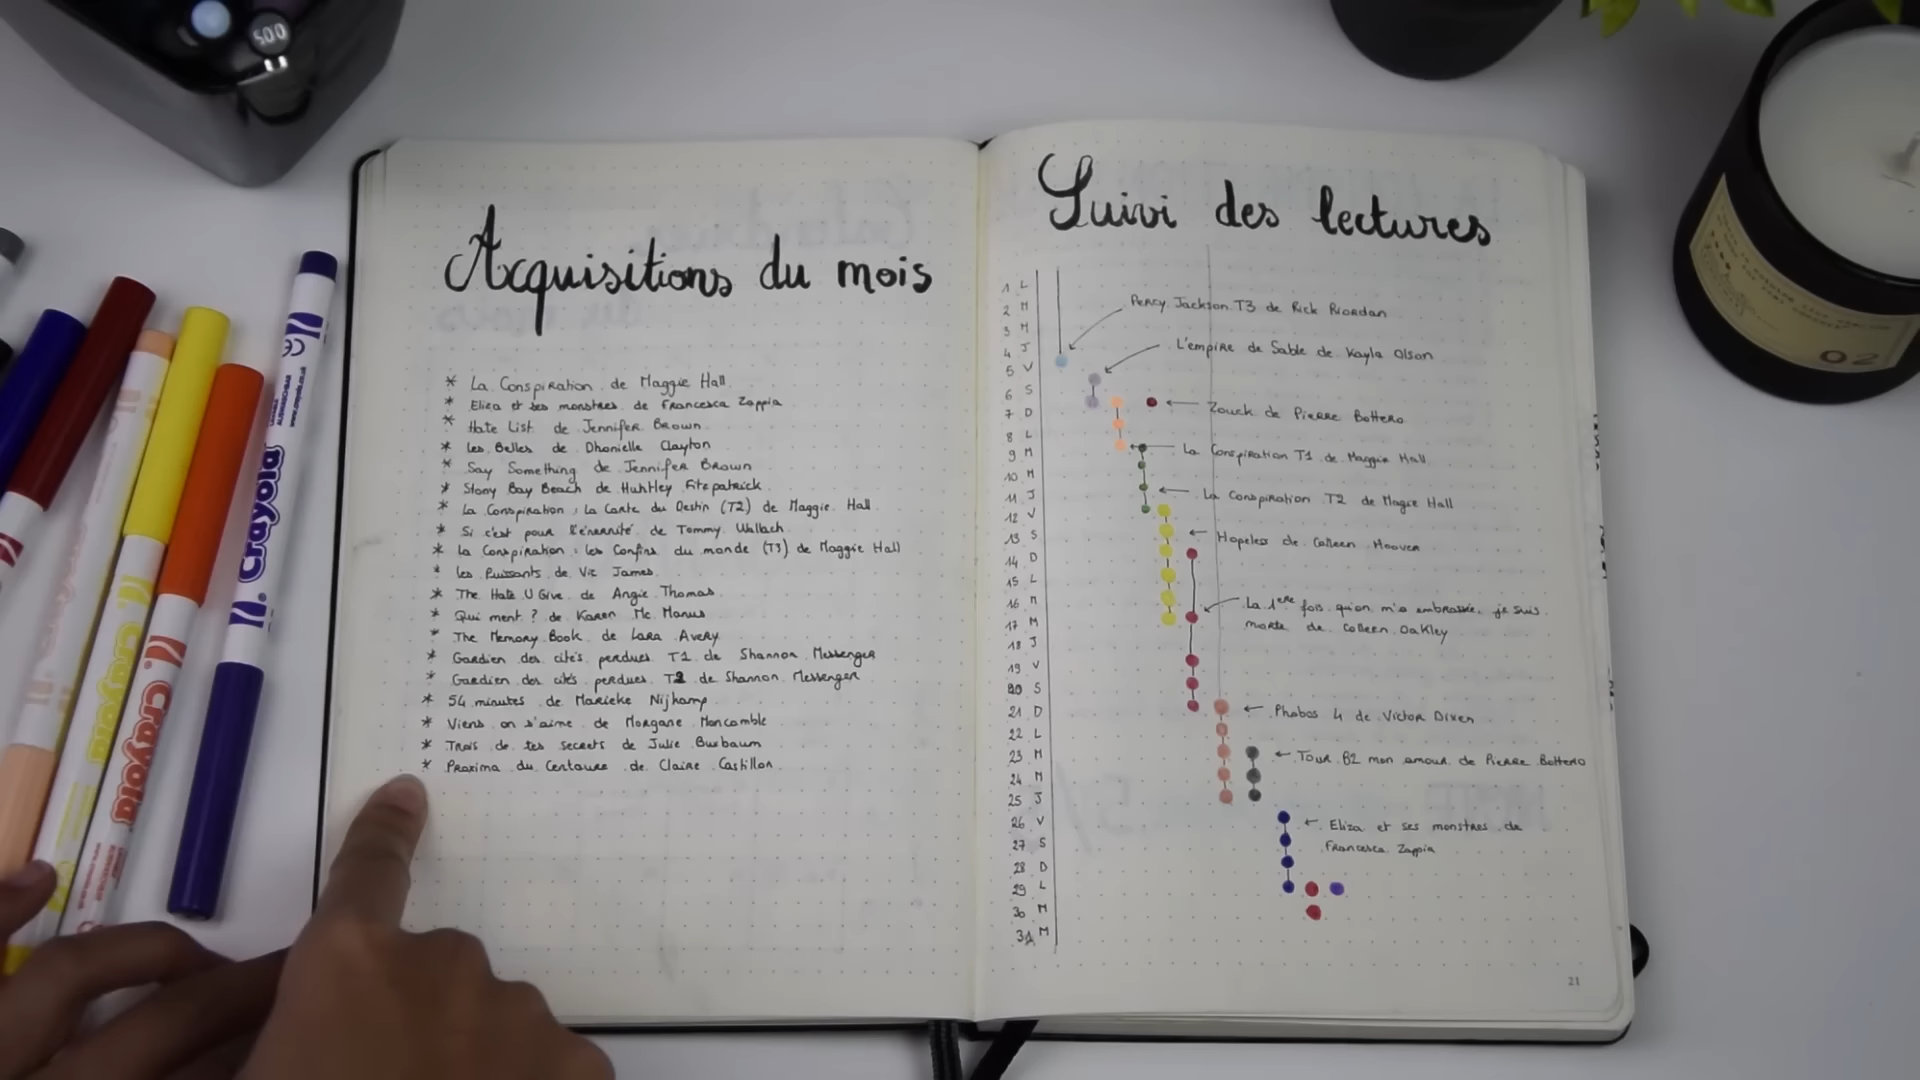 500
Acquisitions du mois
* La Conspiration de Maggie Hall
* Eliza et ses monstres de Francesca Zappia
* Hate List de Jennifer Brown
* Les Belles de Dhonielle Clayton
* Say Something de Jennifer Brown
* Stony Bay Beach de Huntley Fitzpatrick
* La Conspiration : La Carte du Destin (T2) de Maggie Hall
* Si c'est pour l'éternité de Tommy Wallach
* La Conspiration : les Confins du monde (T3) de Maggie Hall
* Les Puissants de Vic James
* The Hate U Give de Angie Thomas
* Qui ment ? de Karen Mc Manus
* The Memory Book de Lara Avery
* Gardien des cités perdues T1 de Shannon Messenger
* Gardien des cités perdues T2 de Shannon Messenger
* 54 minutes de Marieke Nijkamp
* Viens on s'aime de Morgane Moncomble
* Trois de tes secrets de Julie Buxbaum
* Proxima du Centaure de Claire Castillon
Suivi des lectures
1 L
2 M
3 M
4 J
5 V
6 S
7 D
8 L
9 M
10 M
11 J
12 V
13 S
14 D
15 L
16 M
17 M
18 J
19 V
20 S
21 D
22 L
23 M
24 M
25 J
26 V
27 S
28 D
29 L
30 M
31 M
Percy Jackson T3 de Rick Riordan
L'empire de Sable de Kayla Olson
Zouck de Pierre Bottero
La Conspiration T1 de Maggie Hall
La Conspiration T2 de Magie Hall
Hopeless de Colleen Hoover
La 1ere fois qu'on m'a embrassée, je suis
morte de Colleen Oakley
Phobos 4 de Victor Dixen
Tour B2 mon amour de Pierre Bottero
Eliza et ses monstres de
Francesca Zappia
21
Crayola
Crayola
Crayola
02